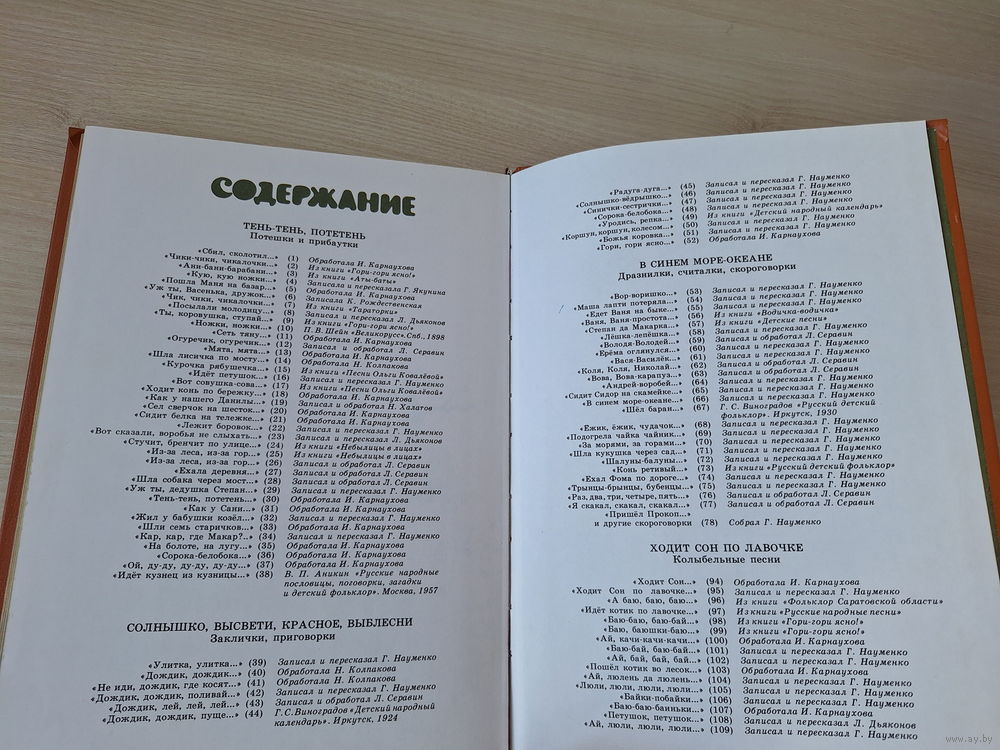 СОДЕРЖАНИЕ
ТЕНЬ-ТЕНЬ, ПОТЕТЕНЬ
Потешки и прибаутки
«Сбил, сколотил...» (1) Обработала И. Карнаухова
«Чики-чики, чикалочки...» (2) Из книги «Гори-гори ясно!»
«Ани-бани-барабани...» (3) Из книги «Аты-баты»
«Кую, кую ножки...» (4) Записала и пересказала Г. Якунина
«Пошла Маня на базар...» (5) Обработала И. Карнаухова
«Уж ты, Васенька, дружок...» (6) Записала К. Рождественская
«Чик, чики, чикалочки...» (7) Из книги «Тараторки»
«Посылали молодицу...» (8) Записал и пересказал Л. Дьяконов
«Ты, коровушка, ступай...» (9) Из книги «Гори-гори ясно!»
«Ножки, ножки...» (10) П. В. Шейн «Великорусс». Спб., 1898
«Сеть тяну...» (11) Обработала И. Карнаухова
«Огуречик, огуречик...» (12) Записал и обработал Л. Серавин
«Мята, мята...» (13) Обработала И. Карнаухова
«Шла лисичка по мосту...» (14) Обработала Н. Колпакова
«Курочка рябушечка...» (15) Из книги «Песни Ольги Ковалёвой»
«Идёт петушок...» (16) Записал и пересказал Г. Науменко
«Вот совушка-сова...» (17) Из книги «Песни Ольги Ковалёвой»
«Ходит конь по бережку...» (18) Обработала И. Карнаухова
«Как у нашего Данилы...» (19) Записал и обработал Н. Халатов
«Сел сверчок на шесток...» (20) Обработала И. Карнаухова
«Сидит белка на тележке...» (21) Обработала И. Карнаухова
«Лежит боровок...» (22) Записал и пересказал Г. Науменко
«Вот сказали, воробья не слыхать...» (23) Записал и пересказал Л. Дьяконов
«Стучит, бренчит по улице...» (24) Из книги «Небылицы в лицах»
«Из-за леса, из-за гор...» (25) Из книги «Небылицы в лицах»
«Из-за леса, из-за гор...» (26) Записал и обработал Л. Серавин
«Ехала деревня...» (27) Записал и обработал Л. Серавин
«Шла собака через мост...» (28) Записал и обработал Л. Серавин
«Уж ты, дедушка Степан...» (29) Записал и пересказал Г. Науменко
«Тень-тень, потетень...» (30) Обработала И. Карнаухова
«Как у Сани...» (31) Обработала И. Карнаухова
«Жил у бабушки козёл...» (32) Записал и пересказал Г. Науменко
«Шли семь старичков...» (33) Обработала И. Карнаухова
«Кар, кар, где Макар?..» (34) Записал и пересказал Г. Науменко
«На болоте, на лугу...» (35) Обработала И. Карнаухова
«Сорока-белобока...» (36) Обработала И. Карнаухова
«Ой, ду-ду, ду-ду, ду-ду...» (37) Обработала И. Карнаухова
«Идёт кузнец из кузницы...» (38) В. П. Аникин «Русские народные
пословицы, поговорки, загадки
и детский фольклор». Москва, 1957
СОЛНЫШКО, ВЫСВЕТИ, КРАСНОЕ, ВЫБЛЕСНИ
Заклички, приговорки
«Улитка, улитка...» (39) Записал и пересказал Г. Науменко
«Дождик, дождик...» (40) Обработала Н. Колпакова
«Не иди, дождик, где косят...» (41) Обработала Н. Колпакова
«Дождик, дождик, поливай...» (42) Записал и пересказал Г. Науменко
«Дождик, лей, лей, лей...» (43) Записал и обработал Л. Серавин
«Дождик, дождик, пуще...» (44) Г. С. Виноградов «Детский народный
календарь». Иркутск, 1924
«Радуга-дуга...» (45) Записал и пересказал Г. Науменко
«Солнышко-вёдрышко...» (46) Записал и пересказал Г. Науменко
«Синички-сестрички...» (47) Записал и пересказал Г. Науменко
«Сорока-белобока...» (48) Записал и пересказал Г. Науменко
«Уродись, репка...» (49) Из книги «Детский народный календарь»
«Коршун, коршун, колесом...» (50) Записал и пересказал Г. Науменко
«Божья коровка...» (51) Записал и пересказал Г. Науменко
«Гори, гори ясно...» (52) Обработала И. Карнаухова
В СИНЕМ МОРЕ-ОКЕАНЕ
Дразнилки, считалки, скороговорки
«Вор-воришко...» (53) Записал и пересказал Г. Науменко
«Маша лапти потеряла...» (54) Записал и пересказал Г. Науменко
«Едет Ваня на быке...» (55) Записал и пересказал Г. Науменко
«Ваня, Ваня-простота...» (56) Из книги «Водичка-водичка»
«Степан да Макарка...» (57) Из книги «Детские песни»
«Лёшка-лепёшка...» (58) Записал и пересказал Г. Науменко
«Володя-Володей...» (59) Записал и обработал Л. Серавин
«Ерёма оглянулся...» (60) Записал и пересказал Г. Науменко
«Вася-Василёк...» (61) Записал и обработал Л. Серавин
«Коля, Коля, Николай...» (62) Записал и обработал Л. Серавин
«Вова, Вова-карапуз...» (63) Записал и обработал Л. Серавин
«Андрей-воробей...» (64) Записал и пересказал Г. Науменко
«Сидит Сидор на скамейке...» (65) Записал и пересказал Г. Науменко
«В синем море-океане...» (66) Записал и пересказал Г. Науменко
«Шёл баран...» (67) Г. С. Виноградов «Русский детский
фольклор». Иркутск, 1930
«Ёжик, ёжик, чудачок...» (68) Записал и пересказал Г. Науменко
«Подогрела чайка чайник...» (69) Записал и пересказал Г. Науменко
«За морями, за горами...» (70) Записал и пересказал Г. Науменко
«Шла кукушка через сад...» (71) Записал и пересказал Г. Науменко
«Шалуны-балуны...» (72) Записал и пересказал Г. Науменко
«Конь ретивый...» (73) Из книги «Русский детский фольклор»
«Ехал Фома по дороге...» (74) Записал и пересказал Г. Науменко
«Трынцы-брынцы, бубенцы...» (75) Записал и пересказал Г. Науменко
«Раз, два, три, четыре, пять...» (76) Записал и обработал Л. Серавин
«Я скакал, скакал, скакал...» (77) Записал и обработал Л. Серавин
«Пришёл Прокоп...»
и другие скороговорки (78) Собрал Г. Науменко
ХОДИТ СОН ПО ЛАВОЧКЕ
Колыбельные песни
«Ходит Сон...» (94) Обработала И. Карнаухова
«Ходит Сон по лавочке...» (95) Записал и пересказал Г. Науменко
«А баю, баю, баю...» (96) Из книги «Фольклор Саратовской области»
«Идёт котик по лавочке...» (97) Из книги «Русские народные песни»
«Баю-баю, баю-бай...» (98) Из книги «Гори-гори ясно!»
«Баю, баюшки-баю...» (99) Из книги «Гори-гори ясно!»
«Ай, качи-качи-качи...» (100) Обработала И. Карнаухова
«Баю-бай, баю-бай...» (101) Записал и пересказал Г. Науменко
«Ай, бай, бай, бай...» (102) Записал и пересказал Г. Науменко
«Пошёл котик во лесок...» (103) Обработала И. Карнаухова
«Ай, люлень да люлень...» (104) Записал и пересказал Г. Науменко
«Люли, люли, люли, люли...» (105) Записал и пересказал Г. Науменко
«Байки-побайки...» (106) Записал и пересказал Г. Науменко
«Баю-баю-баиньки...» (107) Обработала И. Карнаухова
«Петушок, петушок...» (108) Записал и пересказал Л. Дьяконов
«Ай, люли, люли, люли...» (109) Записал и пересказал Г. Науменко
www.ay.by